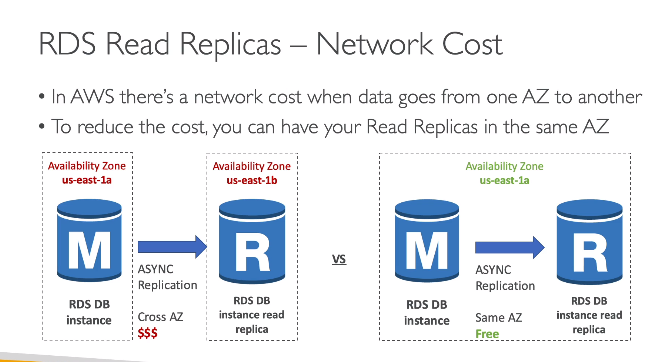 RDS Read Replicas – Network Cost
• In AWS there's a network cost when data goes from one AZ to another
• To reduce the cost, you can have your Read Replicas in the same AZ
Availability Zone
us-east-1a
M
RDS DB
instance
ASYNC
Replication
Cross AZ
$$$
Availability Zone
us-east-1b
R
RDS DB
instance read
replica
VS
Availability Zone
us-east-1a
M
RDS DB
instance
ASYNC
Replication
Same AZ
Free
R
RDS DB
instance read
replica